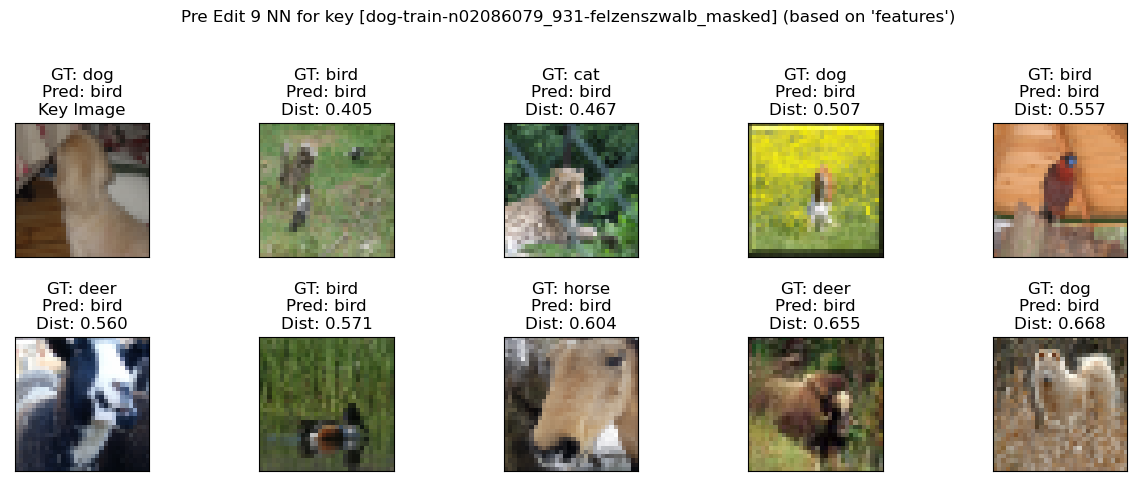 Pre Edit 9 NN for key [dog-train-n02086079_931-felzenszwalb_masked] (based on 'features')
GT: dog
Pred: bird
Key Image
GT: bird
Pred: bird
Dist: 0.405
GT: cat
Pred: bird
Dist: 0.467
GT: dog
Pred: bird
Dist: 0.507
GT: bird
Pred: bird
Dist: 0.557
GT: deer
Pred: bird
Dist: 0.560
GT: bird
Pred: bird
Dist: 0.571
GT: horse
Pred: bird
Dist: 0.604
GT: deer
Pred: bird
Dist: 0.655
GT: dog
Pred: bird
Dist: 0.668